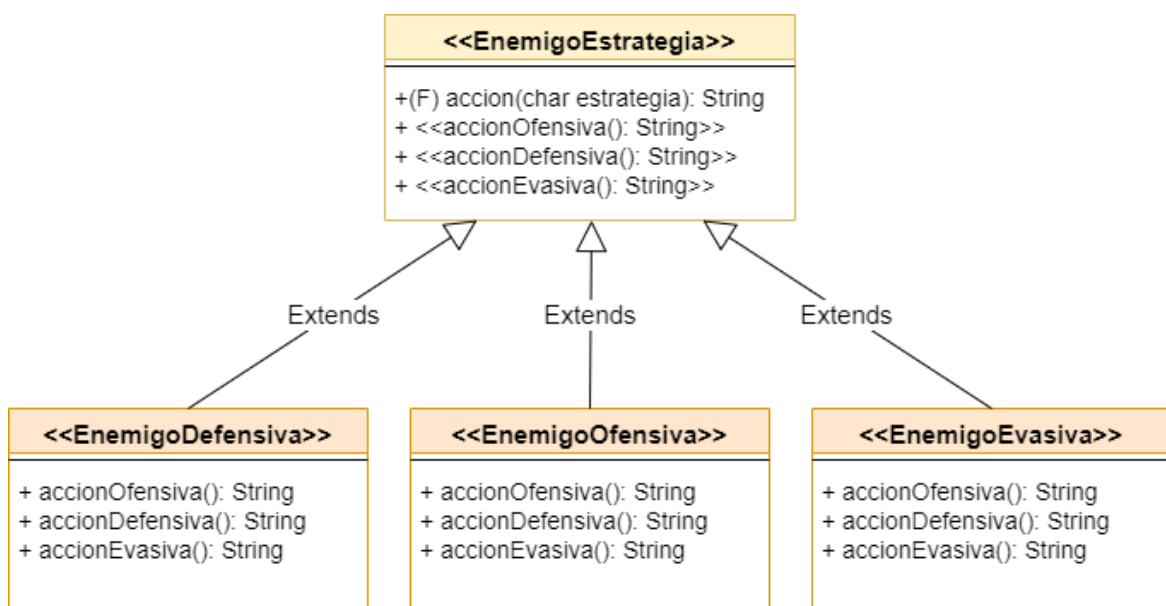 <<EnemigoEstrategia>>
+(F) accion(char estrategia): String
+ <<accionOfensiva(): String>>
+ <<accionDefensiva(): String>>
+ <<accionEvasiva(): String>>
Extends
Extends
Extends
<<EnemigoDefensiva>>
+ accionOfensiva(): String
+ accionDefensiva(): String
+ accionEvasiva(): String
<<EnemigoOfensiva>>
+ accionOfensiva(): String
+ accionDefensiva(): String
+ accionEvasiva(): String
<<EnemigoEvasiva>>
+ accionOfensiva(): String
+ accionDefensiva(): String
+ accionEvasiva(): String